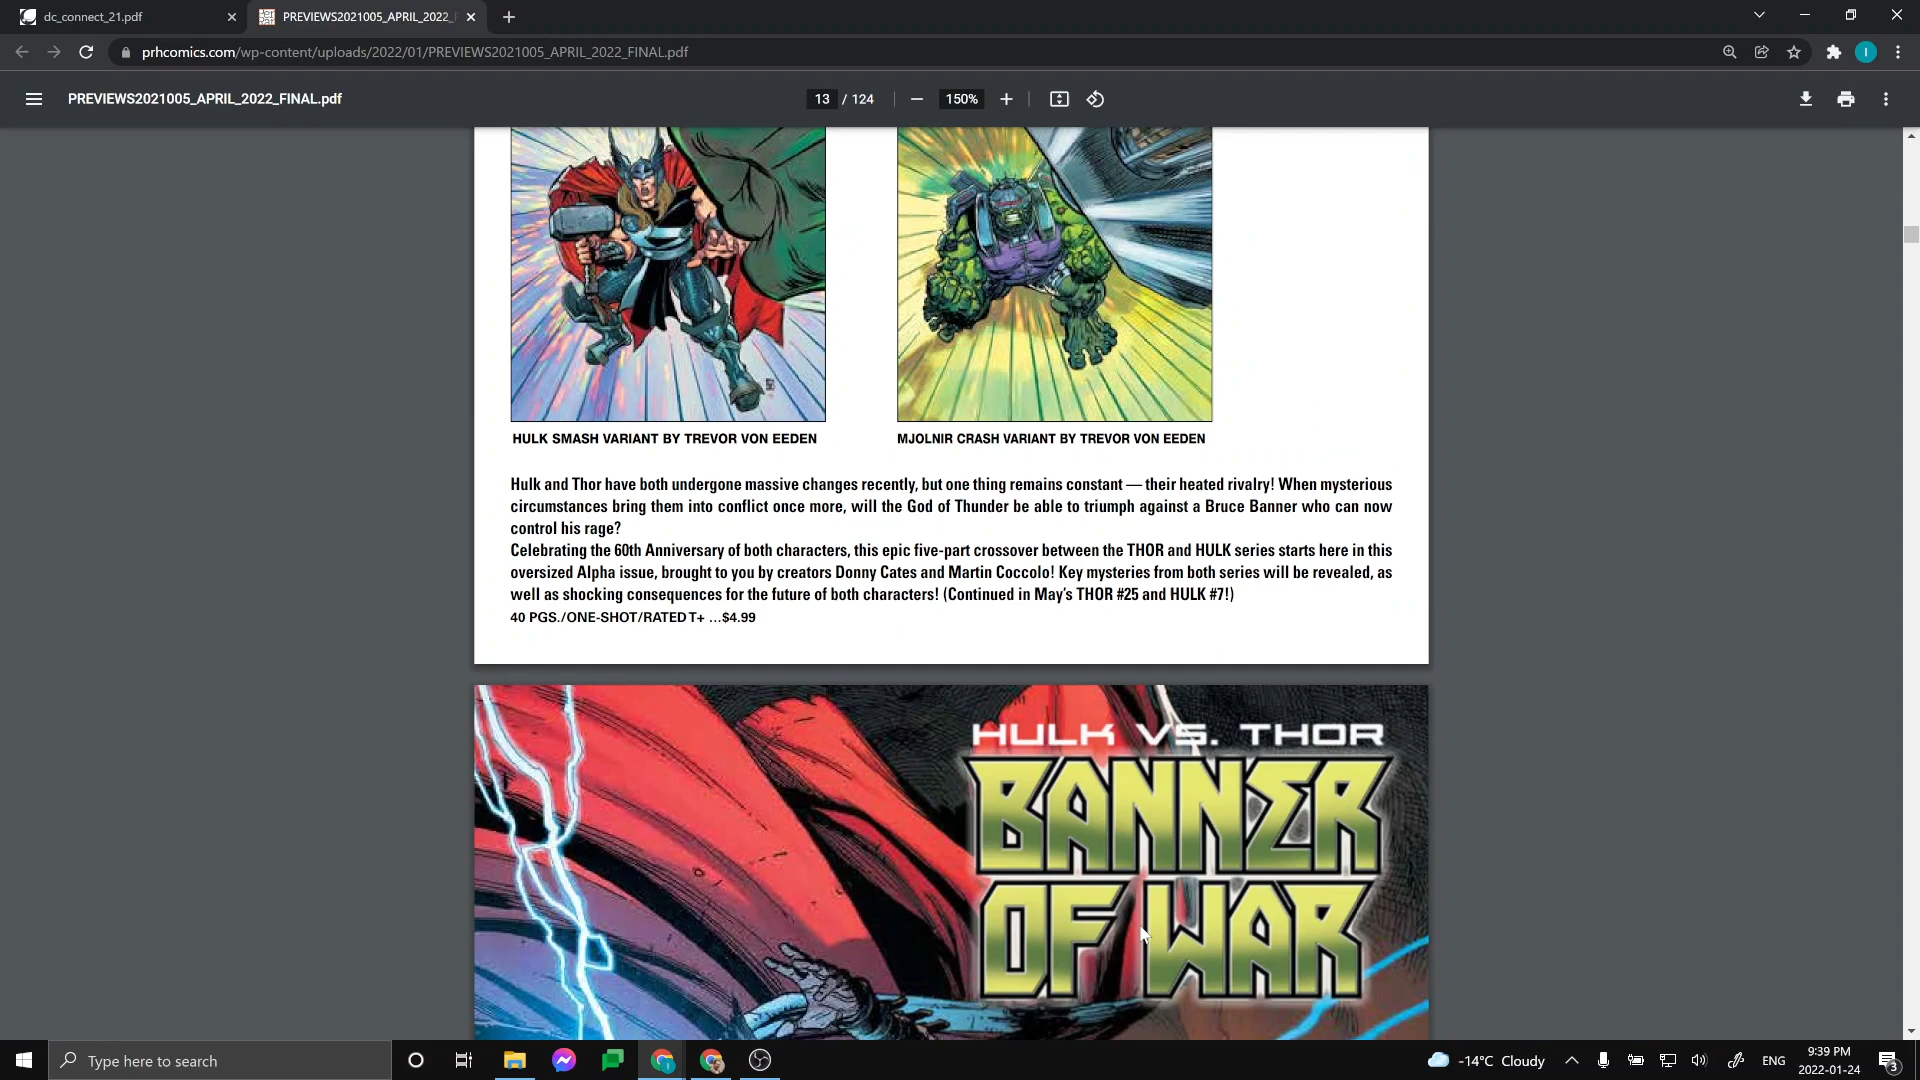 dc_connect_21.pdf
PREVIEWS2021005_APRIL_2022_
prhcomics.com/wp-content/uploads/2022/01/PREVIEWS2021005_APRIL_2022_FINAL.pdf
I
PREVIEWS2021005_APRIL_2022_FINAL.pdf
13 / 124
150%
HULK SMASH VARIANT BY TREVOR VON EEDEN
MJOLNIR CRASH VARIANT BY TREVOR VON EEDEN
Hulk and Thor have both undergone massive changes recently, but one thing remains constant — their heated rivalry! When mysterious
circumstances bring them into conflict once more, will the God of Thunder be able to triumph against a Bruce Banner who can now
control his rage?
Celebrating the 60th Anniversary of both characters, this epic five-part crossover between the THOR and HULK series starts here in this
oversized Alpha issue, brought to you by creators Donny Cates and Martin Coccolo! Key mysteries from both series will be revealed, as
well as shocking consequences for the future of both characters! (Continued in May's THOR #25 and HULK #7!)
40 PGS./ONE-SHOT/RATED T+ ...$4.99
HULK VS. THOR
BANNER
OF WAR
Type here to search
-14°C Cloudy
ENG
9:39 PM
2022-01-24
3